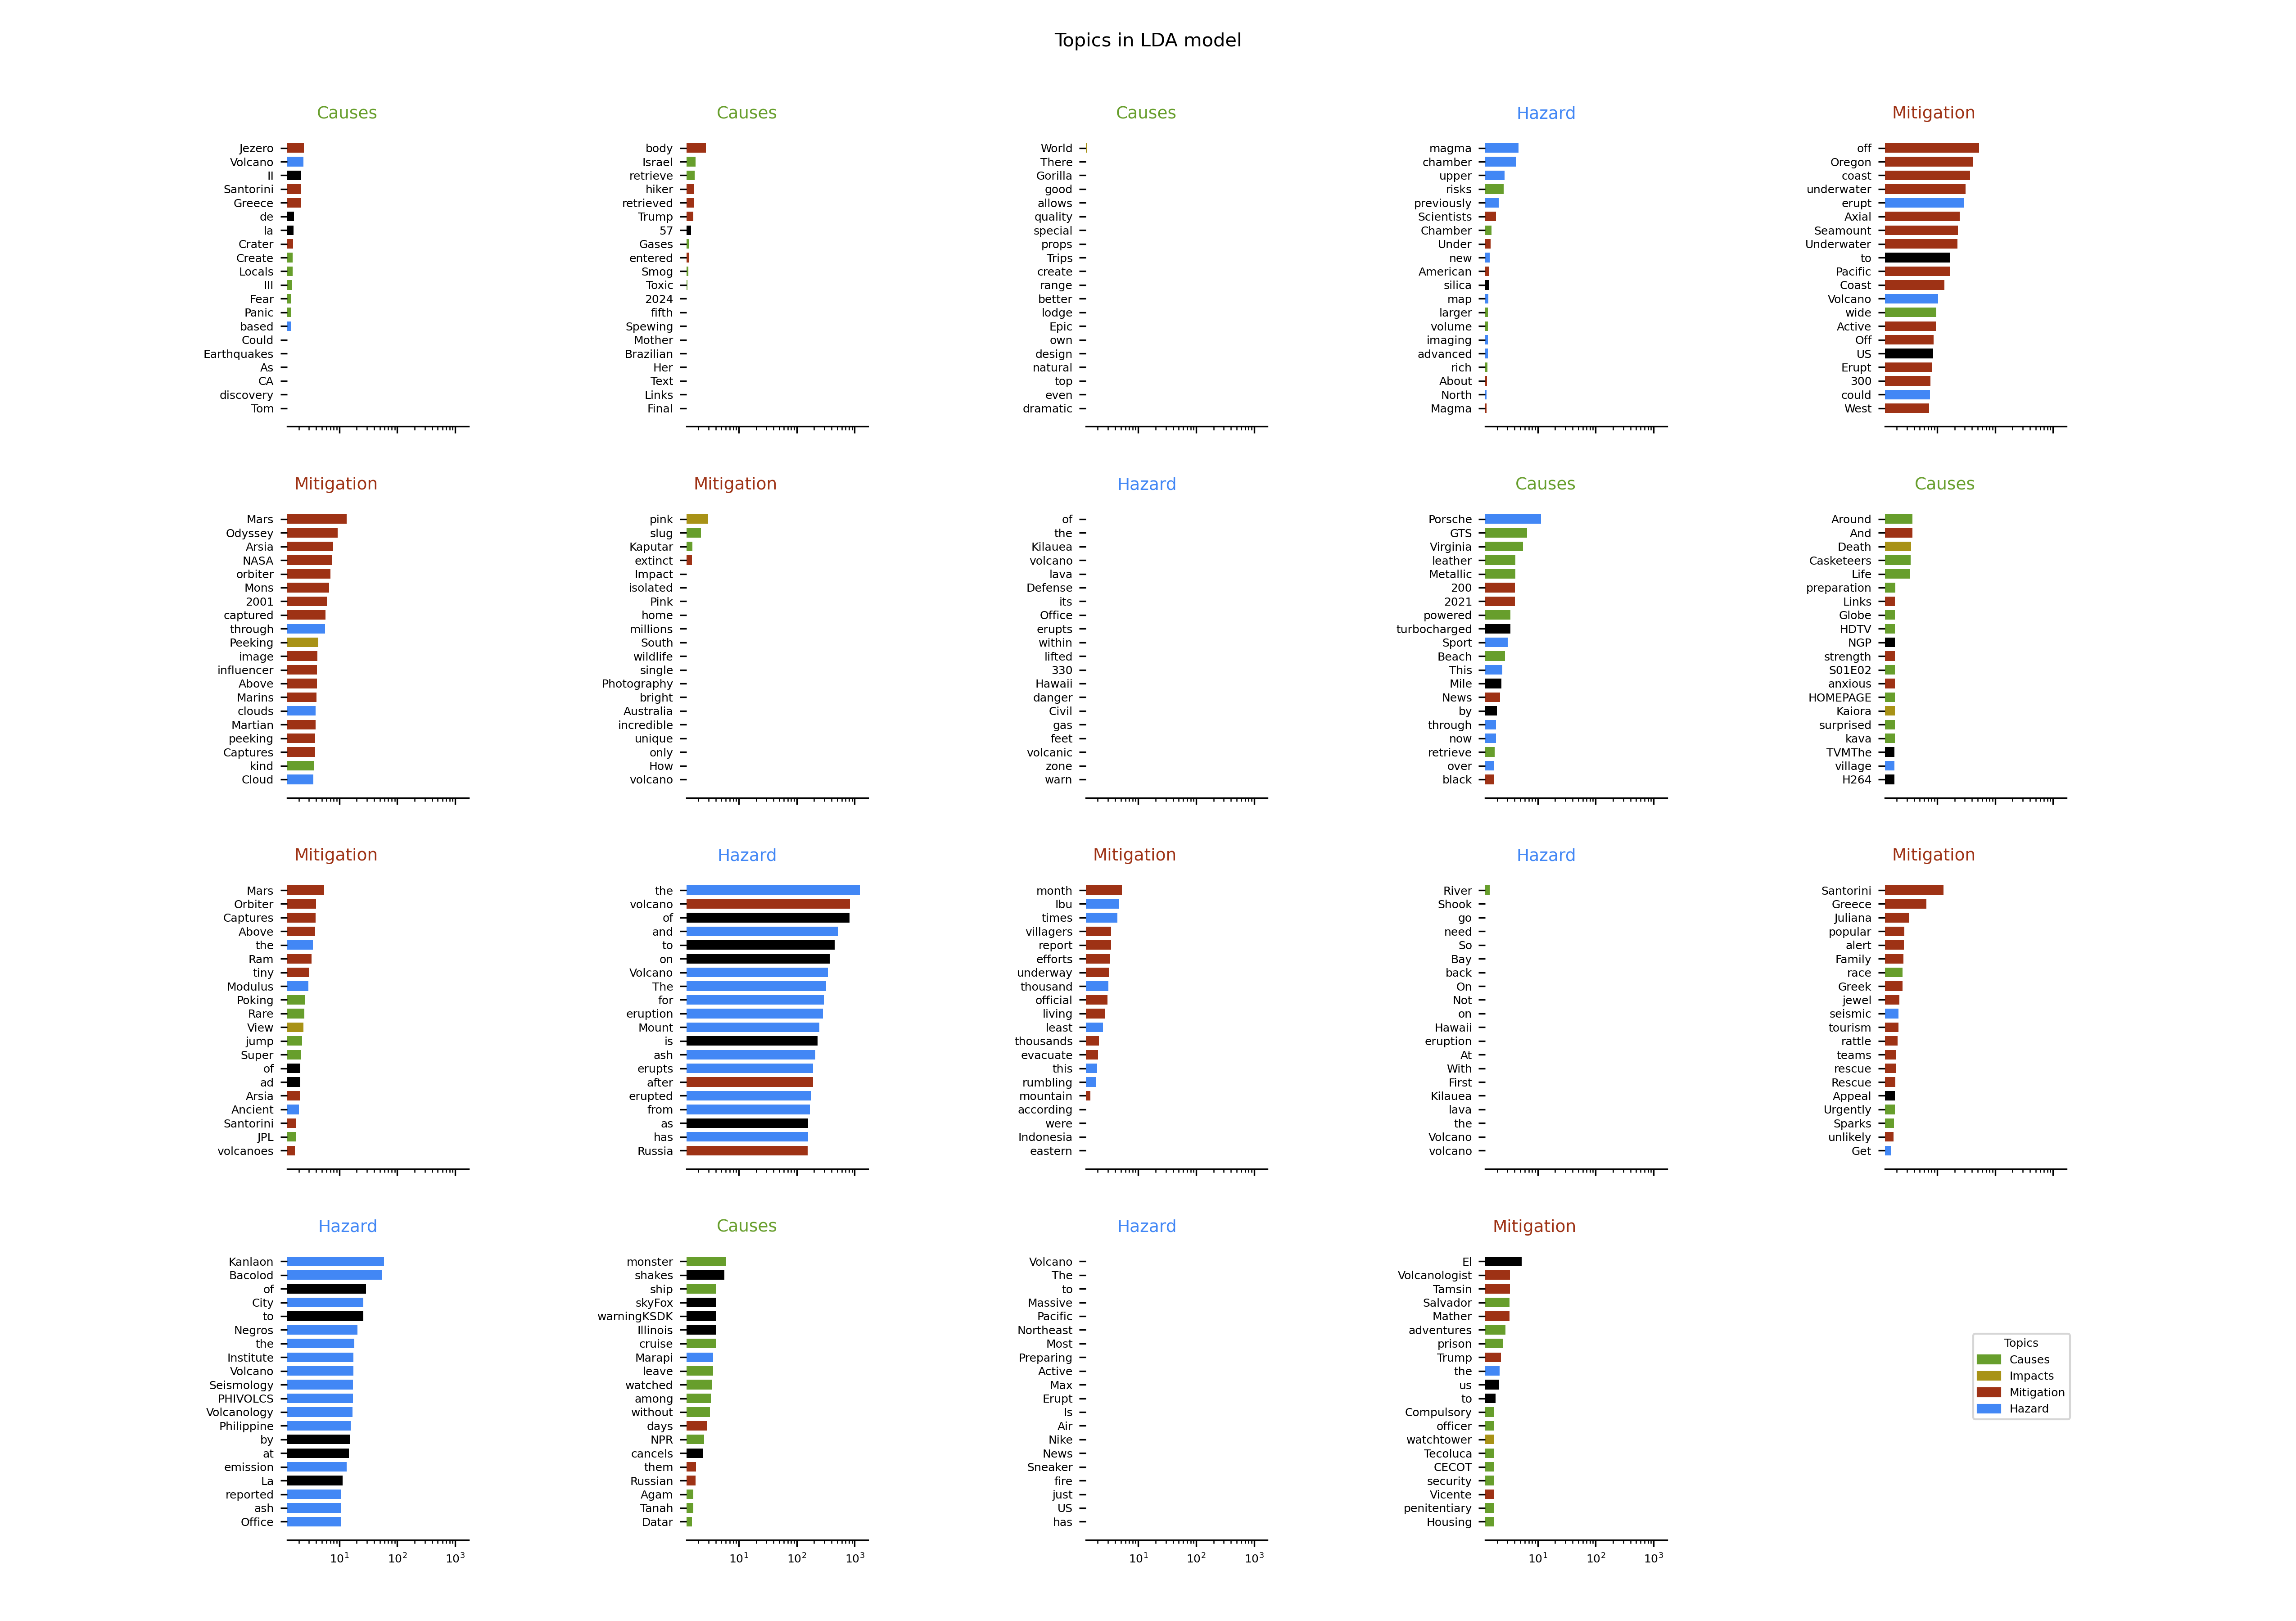 Topics in LDA model
Causes
Jezero
Volcano
II
Santorini
Greece
de
la
Crater
Create
Locals
III
Fear
Panic
based
Could
Earthquakes
As
CA
discovery
Tom
Causes
body
Israel
retrieve
hiker
retrieved
Trump
57
Gases
entered
Smog
Toxic
2024
fifth
Spewing
Mother
Brazilian
Her
Text
Links
Final
Causes
World
There
Gorilla
good
allows
quality
special
props
Trips
create
range
better
lodge
Epic
own
design
natural
top
even
dramatic
Hazard
magma
chamber
upper
risks
previously
Scientists
Chamber
Under
new
American
silica
map
larger
volume
imaging
advanced
rich
About
North
Magma
Mitigation
off
Oregon
coast
underwater
erupt
Axial
Seamount
Underwater
to
Pacific
Coast
Volcano
wide
Active
Off
US
Erupt
300
could
West
Mitigation
Mars
Odyssey
Arsia
NASA
orbiter
Mons
2001
captured
through
Peeking
image
influencer
Above
Marins
clouds
Martian
peeking
Captures
kind
Cloud
Mitigation
pink
slug
Kaputar
extinct
Impact
isolated
Pink
home
millions
South
wildlife
single
Photography
bright
Australia
incredible
unique
only
How
volcano
Hazard
of
the
Kilauea
volcano
lava
Defense
its
Office
erupts
within
lifted
330
Hawaii
danger
Civil
gas
feet
volcanic
zone
warn
Causes
Porsche
GTS
Virginia
leather
Metallic
200
2021
powered
turbocharged
Sport
Beach
This
Mile
News
by
through
now
retrieve
over
black
Causes
Around
And
Death
Casketeers
Life
preparation
Links
Globe
HDTV
NGP
strength
S01E02
anxious
HOMEPAGE
Kaiora
surprised
kava
TVMThe
village
H264
Mitigation
Mars
Orbiter
Captures
Above
the
Ram
tiny
Modulus
Poking
Rare
View
jump
Super
of
ad
Arsia
Ancient
Santorini
JPL
volcanoes
Hazard
the
volcano
of
and
to
on
Volcano
The
for
eruption
Mount
is
ash
erupts
after
erupted
from
as
has
Russia
Mitigation
month
Ibu
times
villagers
report
efforts
underway
thousand
official
living
least
thousands
evacuate
this
rumbling
mountain
according
were
Indonesia
eastern
Hazard
River
Shook
go
need
So
Bay
back
On
Not
on
Hawaii
eruption
At
With
First
Kilauea
lava
the
Volcano
volcano
Mitigation
Santorini
Greece
Juliana
popular
alert
Family
race
Greek
jewel
seismic
tourism
rattle
teams
rescue
Rescue
Appeal
Urgently
Sparks
unlikely
Get
Hazard
Kanlaon
Bacolod
of
City
to
Negros
the
Institute
Volcano
Seismology
PHIVOLCS
Volcanology
Philippine
by
at
emission
La
reported
ash
Office
10¹ 10² 10³
Causes
monster
shakes
ship
skyFox
warningKSDK
Illinois
cruise
Marapi
leave
watched
among
without
days
NPR
cancels
them
Russian
Agam
Tanah
Datar
10¹ 10² 10³
Hazard
Volcano
The
to
Massive
Pacific
Northeast
Most
Preparing
Active
Max
Erupt
Is
Air
Nike
News
Sneaker
fire
just
US
has
10¹ 10² 10³
Mitigation
El
Volcanologist
Tamsin
Salvador
Mather
adventures
prison
Trump
the
us
to
Compulsory
officer
watchtower
Tecoluca
CECOT
security
Vicente
penitentiary
Housing
10¹ 10² 10³
Topics
Causes
Impacts
Mitigation
Hazard